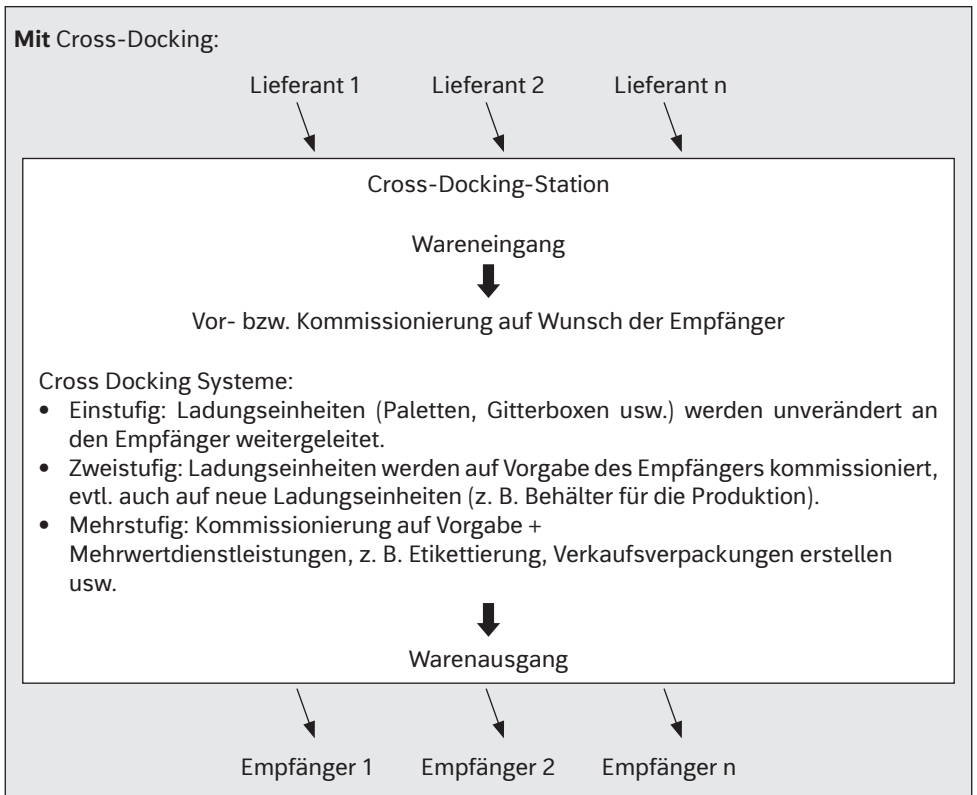 Mit Cross-Docking:
Lieferant 1 Lieferant 2 Lieferant n
Cross-Docking-Station
Wareneingang
Vor- bzw. Kommissionierung auf Wunsch der Empfänger
Cross Docking Systeme:
• Einstufig: Ladungseinheiten (Paletten, Gitterboxen usw.) werden unverändert an
den Empfänger weitergeleitet.
• Zweistufig: Ladungseinheiten werden auf Vorgabe des Empfängers kommissioniert,
evtl. auch auf neue Ladungseinheiten (z. B. Behälter für die Produktion).
• Mehrstufig: Kommissionierung auf Vorgabe +
Mehrwertdienstleistungen, z. B. Etikettierung, Verkaufsverpackungen erstellen
usw.
Warenausgang
Empfänger 1 Empfänger 2 Empfänger n